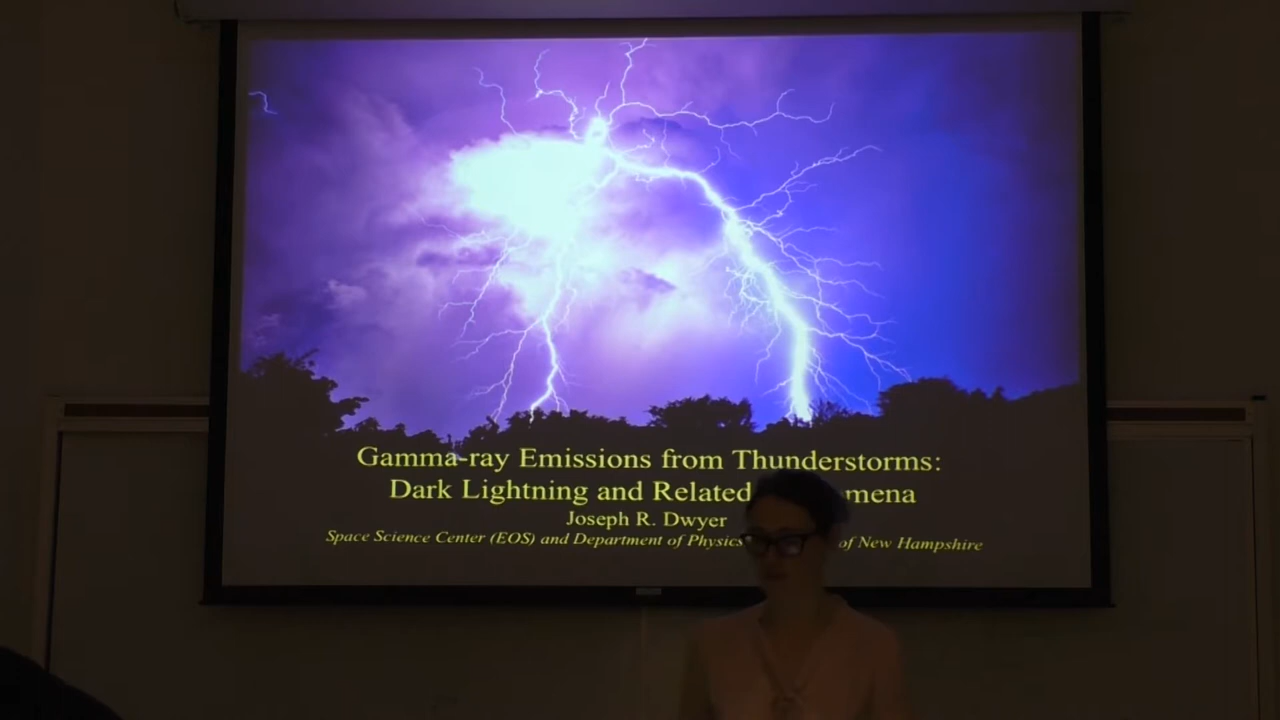 Gamma-ray Emissions from Thunderstorms:
Dark Lightning and Related mena
Joseph R. Dwyer
Space Science Center (EOS) and Department of Physics of New Hampshire